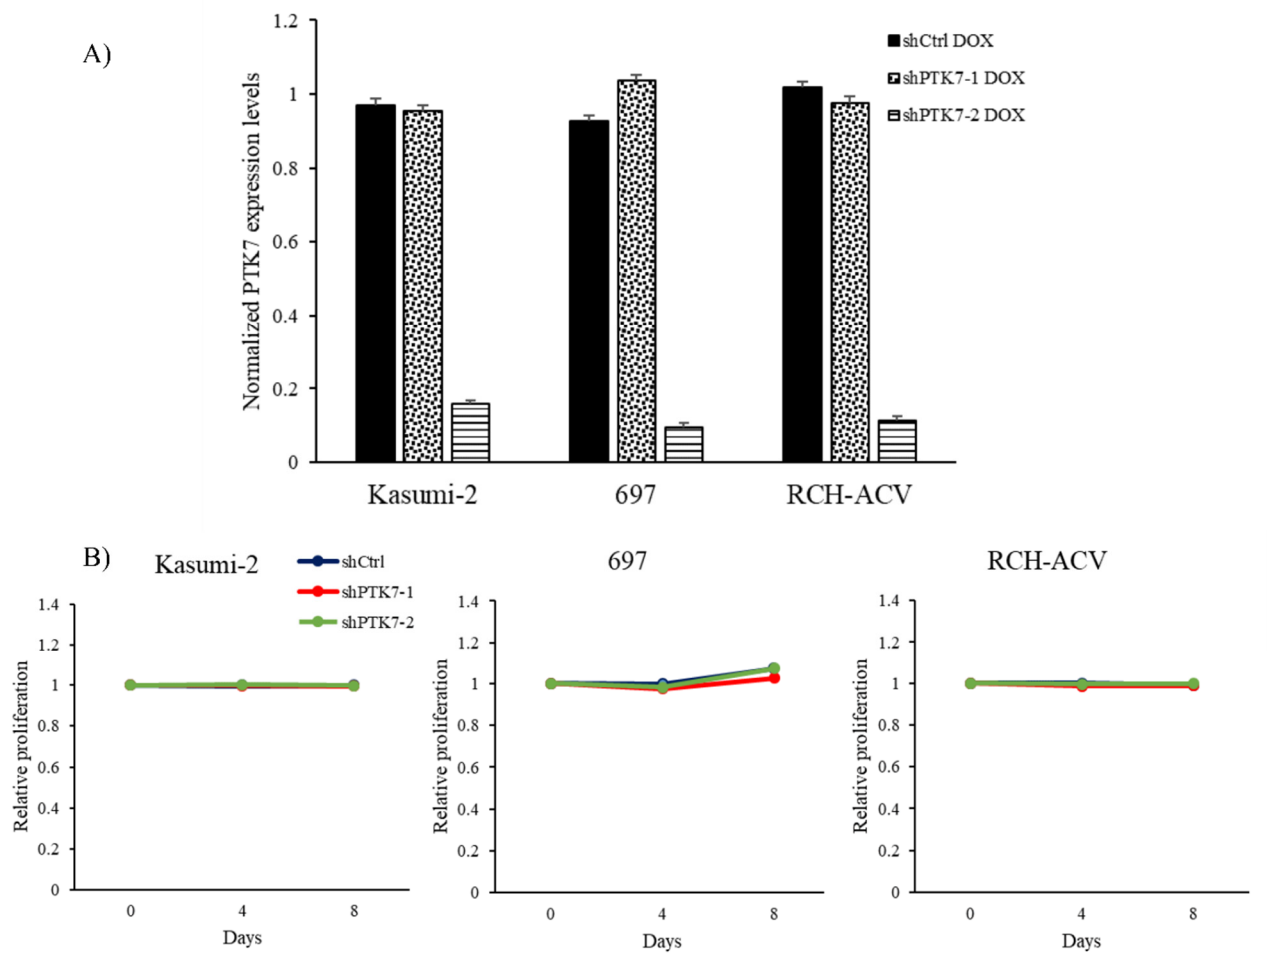 A)
Normalized PTK7 expression levels
1.2
1
0.8
0.6
0.4
0.2
0
shCtrl DOX
shPTK7-1 DOX
shPTK7-2 DOX
Kasumi-2
697
RCH-ACV
B)
Kasumi-2
shCtrl
shPTK7-1
shPTK7-2
Relative proliferation
1.4
1.2
1
0.8
0.6
0.4
0.2
0
0 4 8
Days
697
Relative proliferation
1.4
1.2
1
0.8
0.6
0.4
0.2
0
0 4 8
Days
RCH-ACV
Relative proliferation
1.4
1.2
1
0.8
0.6
0.4
0.2
0
0 4 8
Days